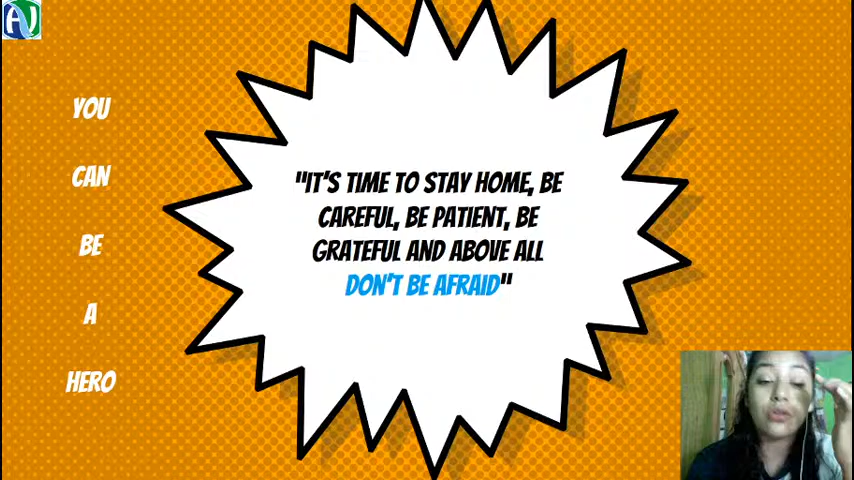 AJ
YOU
CAN
BE
A
HERO
"IT'S TIME TO STAY HOME, BE
CAREFUL, BE PATIENT, BE
GRATEFUL AND ABOVE ALL
DON'T BE AFRAID"